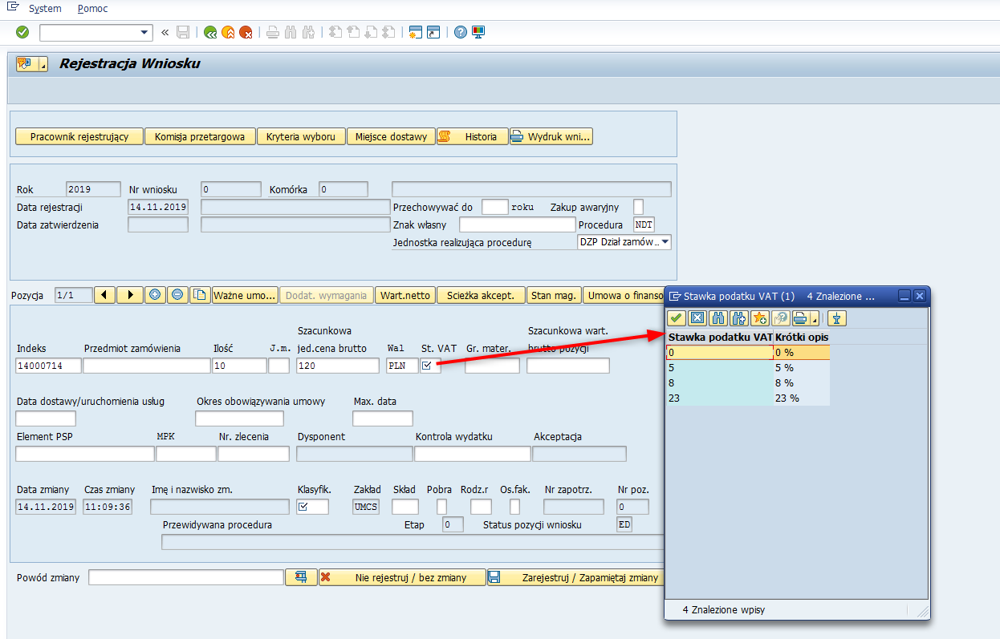 System Pomoc
Rejestracja Wniosku
Pracownik rejestrujący Komisja przetargowa Kryteria wyboru Miejsce dostawy Historia Wydruk wni...
Rok 2019 Nr wniosku 0 Komórka 0
Data rejestracji 14.11.2019 Przechowywać do roku Zakup awaryjny
Data zatwierdzenia Znak własny Procedura NDT
Jednostka realizująca procedurę DZP Dział zamów...
Pozycja 1/1 Ważne umo... Dodat. wymagania Wart.netto Ścieżka akcept. Stan mag. Umowa o finanso
Szacunkowa Szacunkowa wart.
Indeks Przedmiot zamówienia Ilość J.m. jed.cena brutto Wal St. VAT Gr. mater. brutto pozycji
14000714 10 120 PLN
Data dostawy/uruchomienia usług Okres obowiązywania umowy Max. data
Element PSP MPK Nr. zlecenia Dysponent Kontrola wydatku Akceptacja
Data zmiany Czas zmiany Imę i nazwisko zm. Klasyfik. Zakład Skład Pobra Rodz.r Os.fak. Nr zapotrz. Nr poz.
14.11.2019 11:09:36 UMCS 0
Przewidywana procedura Etap 0 Status pozycji wniosku ED
Powód zmiany Nie rejestruj / bez zmiany Zarejestruj / Zapamiętaj zmiany
Stawka podatku VAT (1) 4 Znalezione ...
Stawka podatku VAT Krótki opis
0 0 %
5 5 %
8 8 %
23 23 %
4 Znalezione wpisy